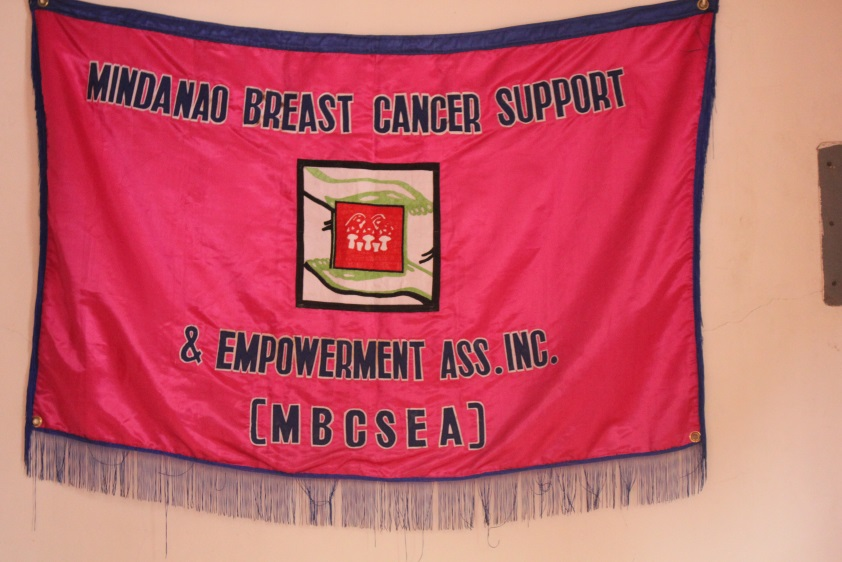 MINDANAO BREAST CANCER SUPPORT
& EMPOWERMENT ASS. INC.
(MBCSEA)